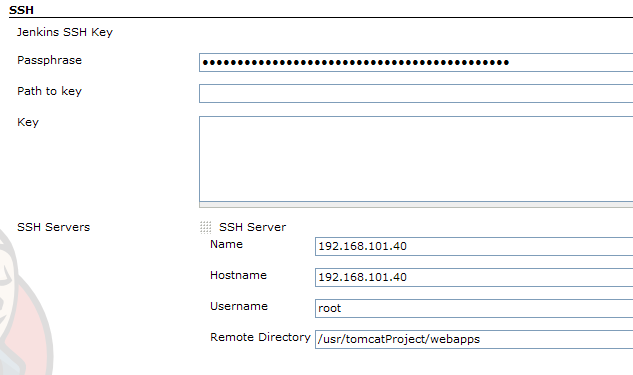 SSH
Jenkins SSH Key
Passphrase ••••••••••••••••••••••••••••••••••••••••••••
Path to key
Key
SSH Servers SSH Server
Name 192.168.101.40
Hostname 192.168.101.40
Username root
Remote Directory /usr/tomcatProject/webapps